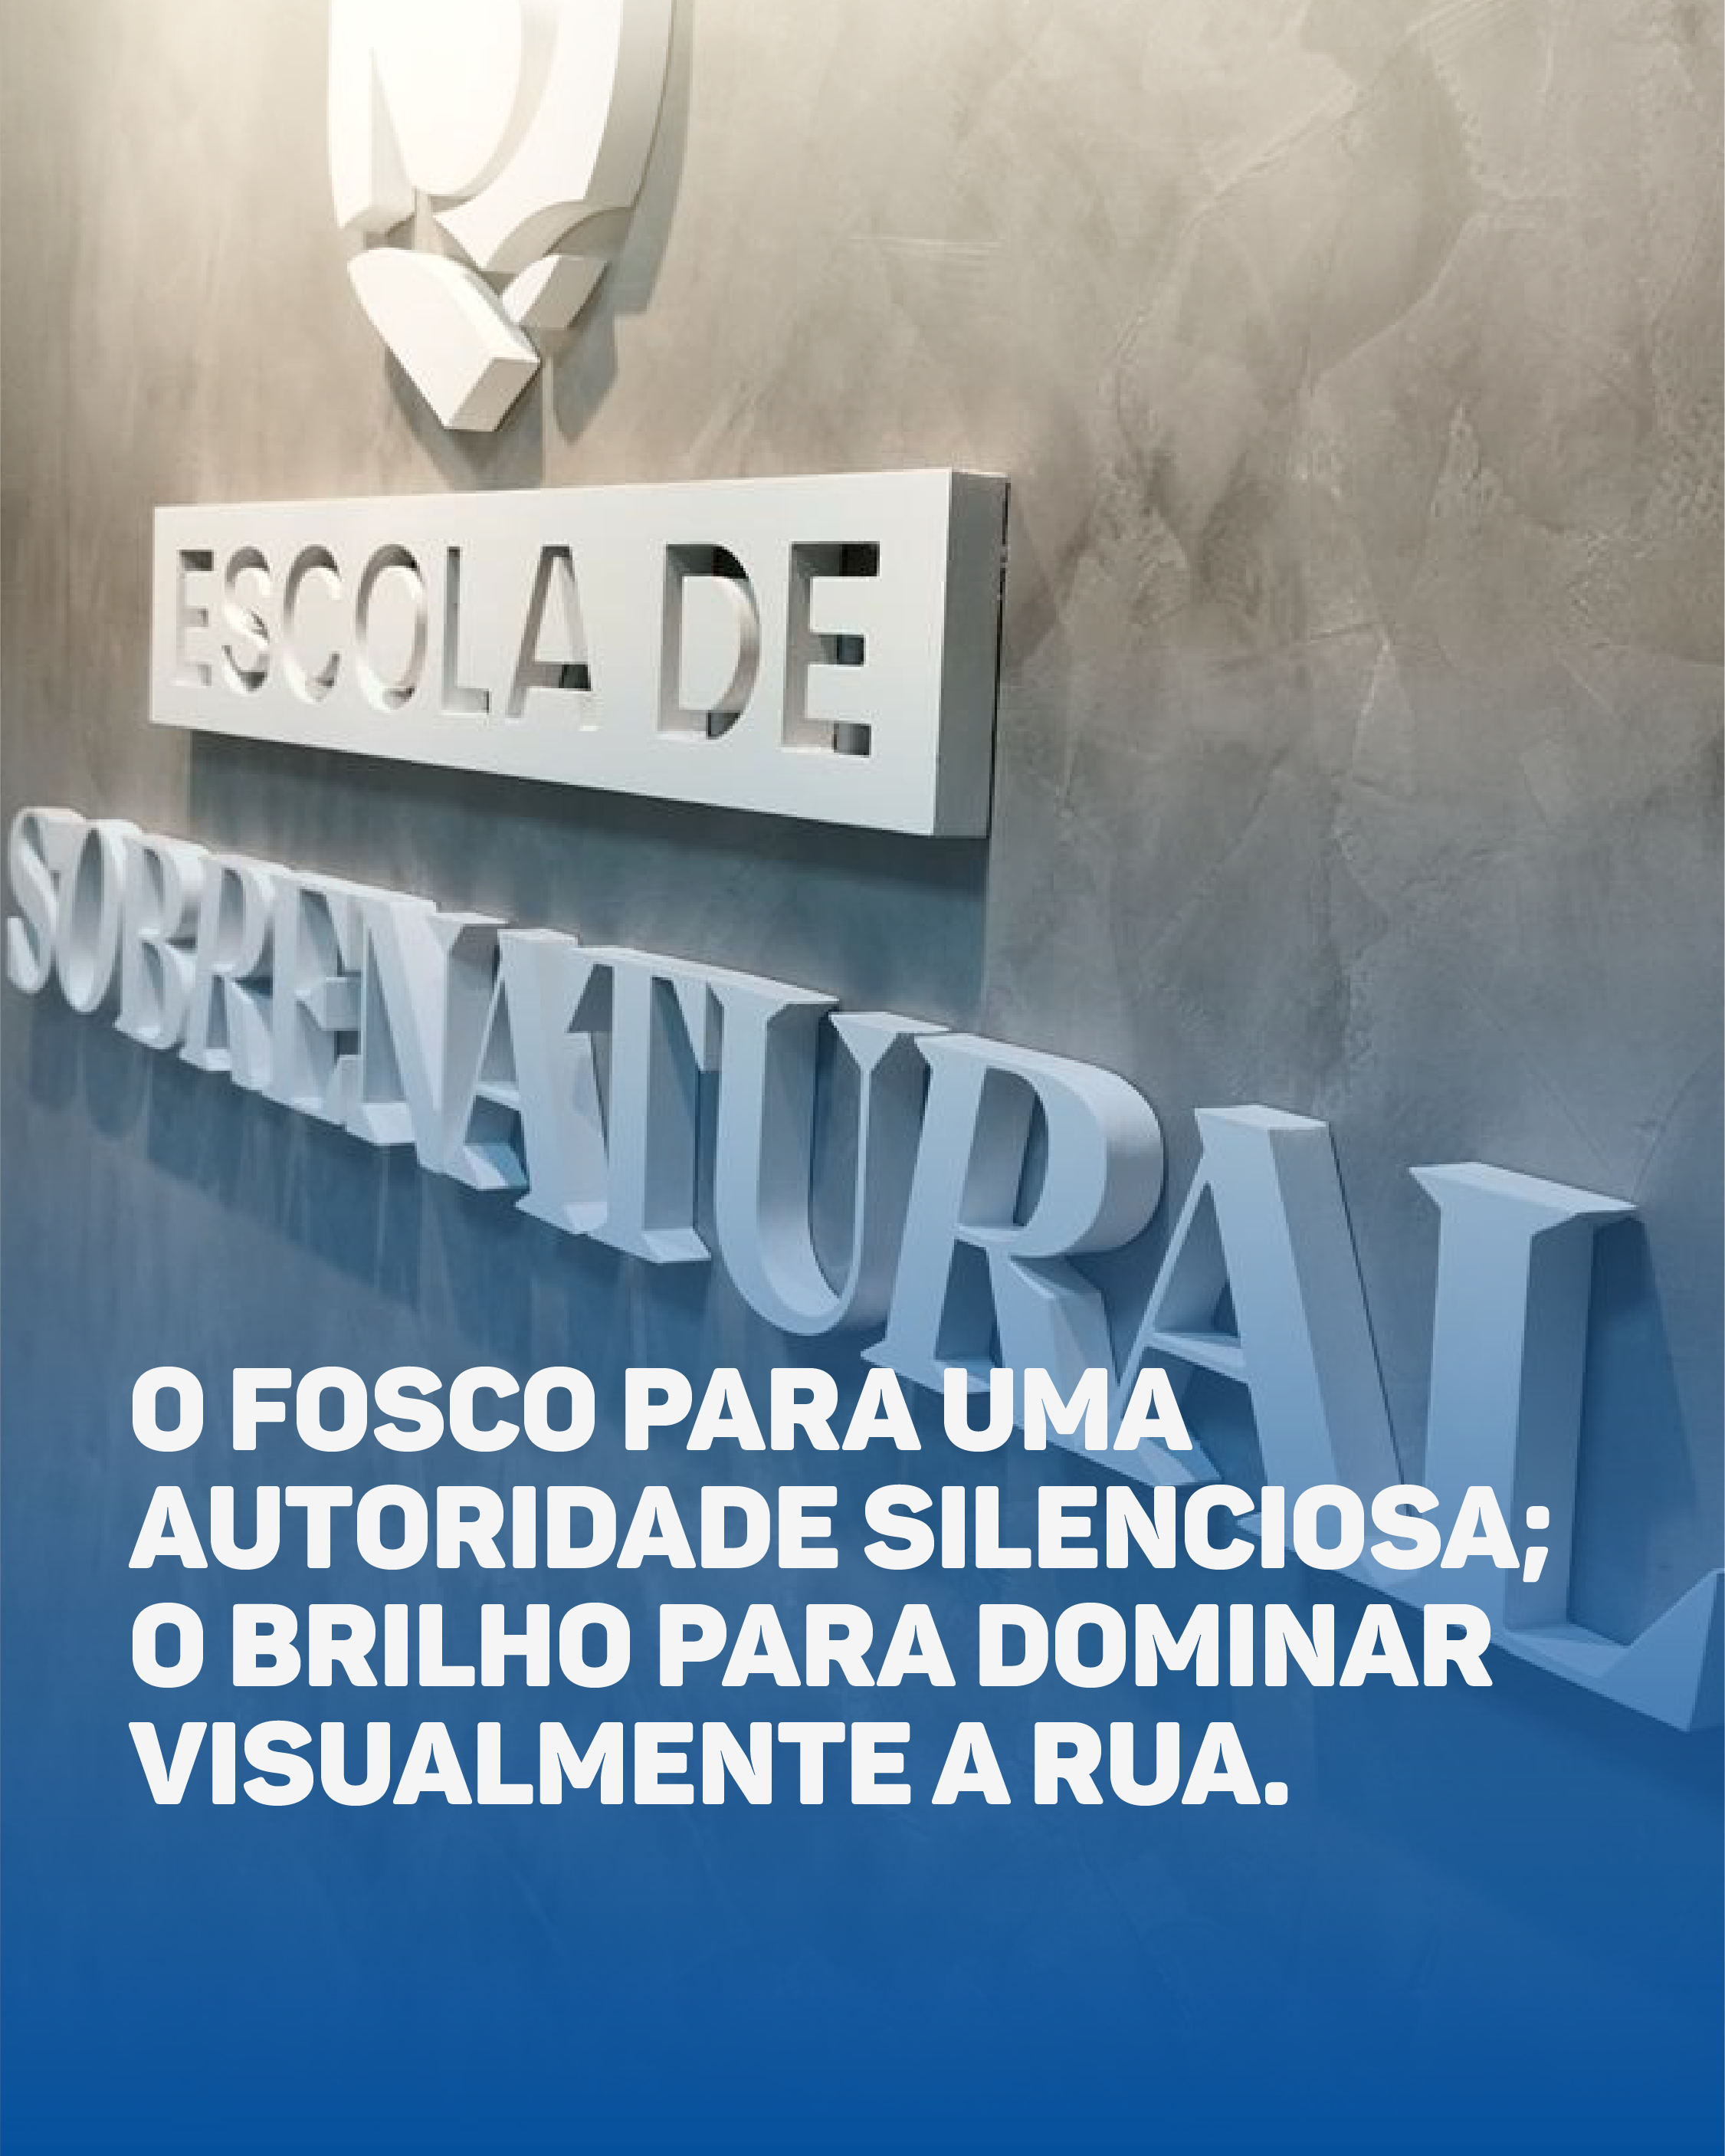 ESCOLA DE
SOBRENATURAL
O FOSCO PARA UMA
AUTORIDADE SILENCIOSA;
O BRILHO PARA DOMINAR
VISUALMENTE A RUA.